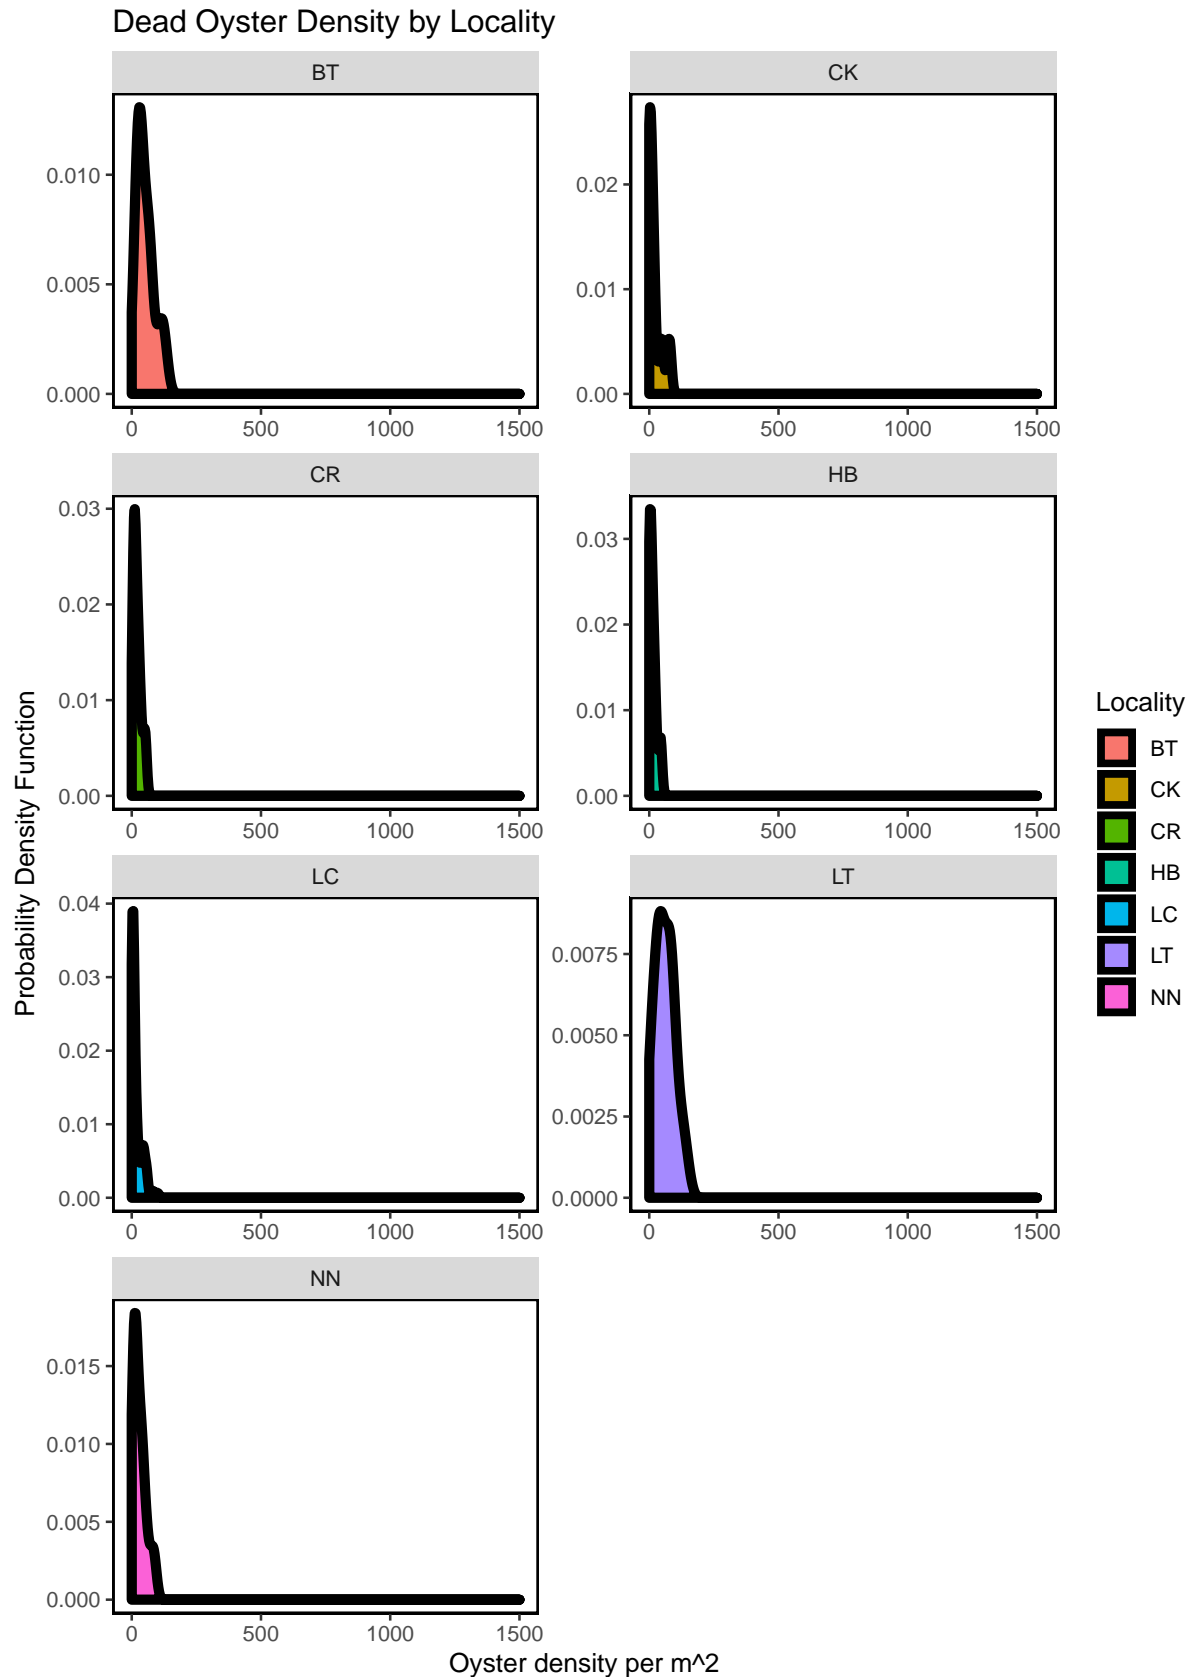 Dead Oyster Density by Locality
BT
CK
0.010
0.005
0.000
0.02
0.01
0.00
0 500 1000 1500
0 500 1000 1500
CR
HB
0.03
0.02
0.01
0.00
0.03
0.02
0.01
0.00
0 500 1000 1500
0 500 1000 1500
LC
LT
0.04
0.03
0.02
0.01
0.00
0.0075
0.0050
0.0025
0.0000
0 500 1000 1500
0 500 1000 1500
NN
0.015
0.010
0.005
0.000
0 500 1000 1500
Probability Density Function
Oyster density per m^2
Locality
BT
CK
CR
HB
LC
LT
NN